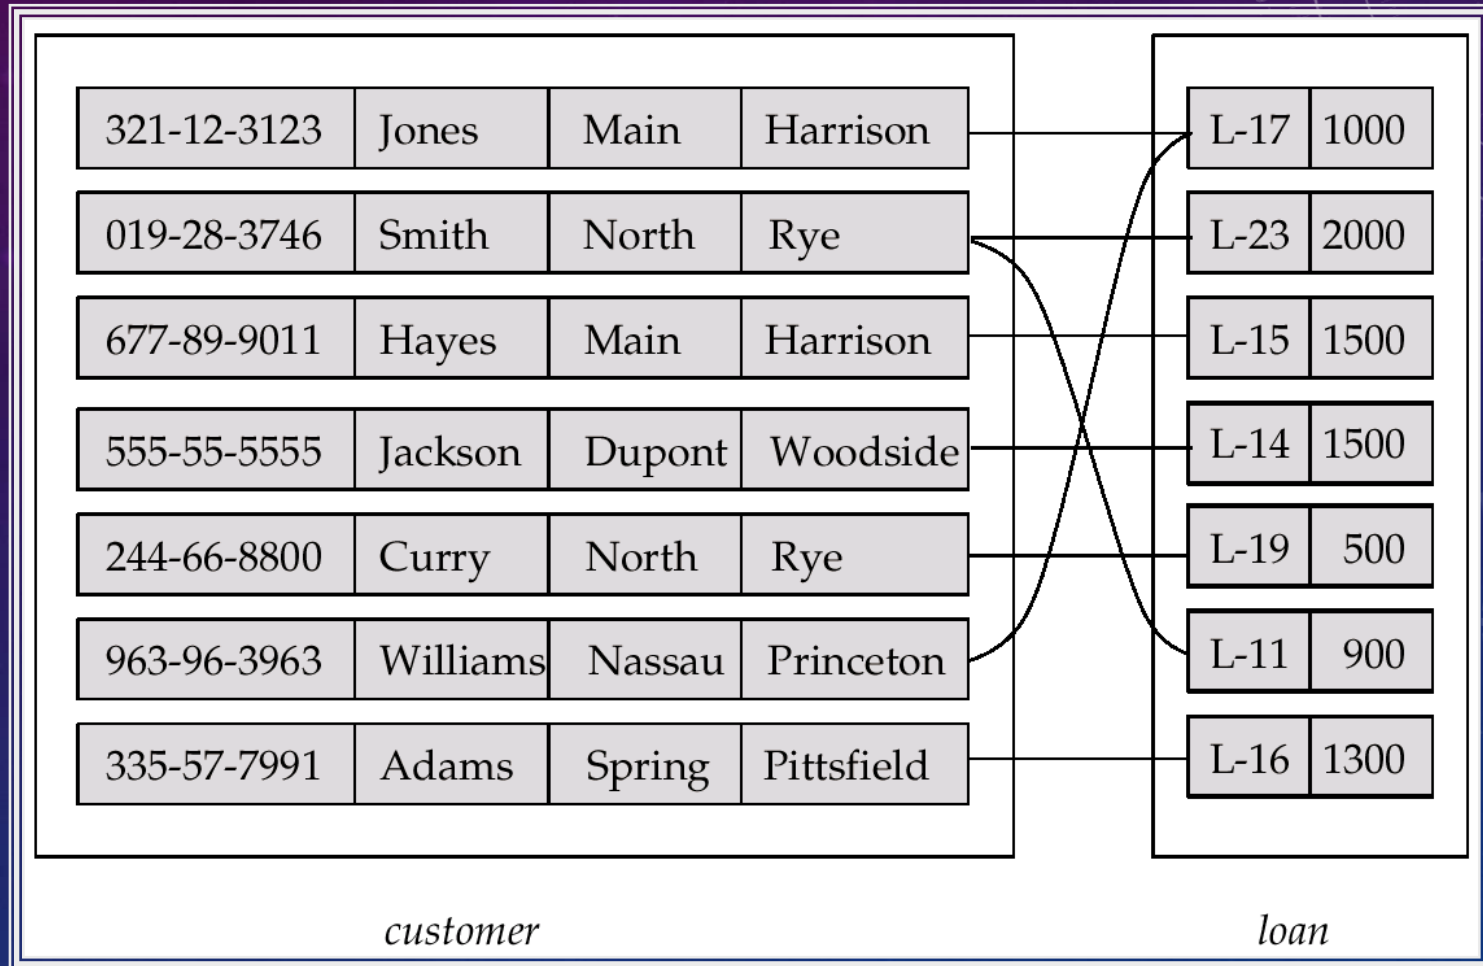 321-12-3123 Jones Main Harrison L-17 1000
019-28-3746 Smith North Rye L-23 2000
677-89-9011 Hayes Main Harrison L-15 1500
555-55-5555 Jackson Dupont Woodside L-14 1500
244-66-8800 Curry North Rye L-19 500
963-96-3963 Williams Nassau Princeton L-11 900
335-57-7991 Adams Spring Pittsfield L-16 1300
customer loan